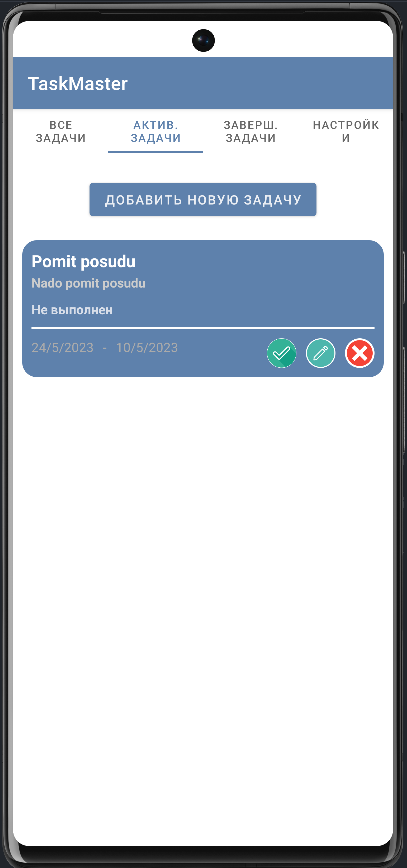 TaskMaster
ВСЕ
ЗАДАЧИ
АКТИВ.
ЗАДАЧИ
ЗАВЕРШ.
ЗАДАЧИ
НАСТРОЙК
И
ДОБАВИТЬ НОВУЮ ЗАДАЧУ
Pomit posudu
Nado pomit posudu
Не выполнен
24/5/2023 - 10/5/2023